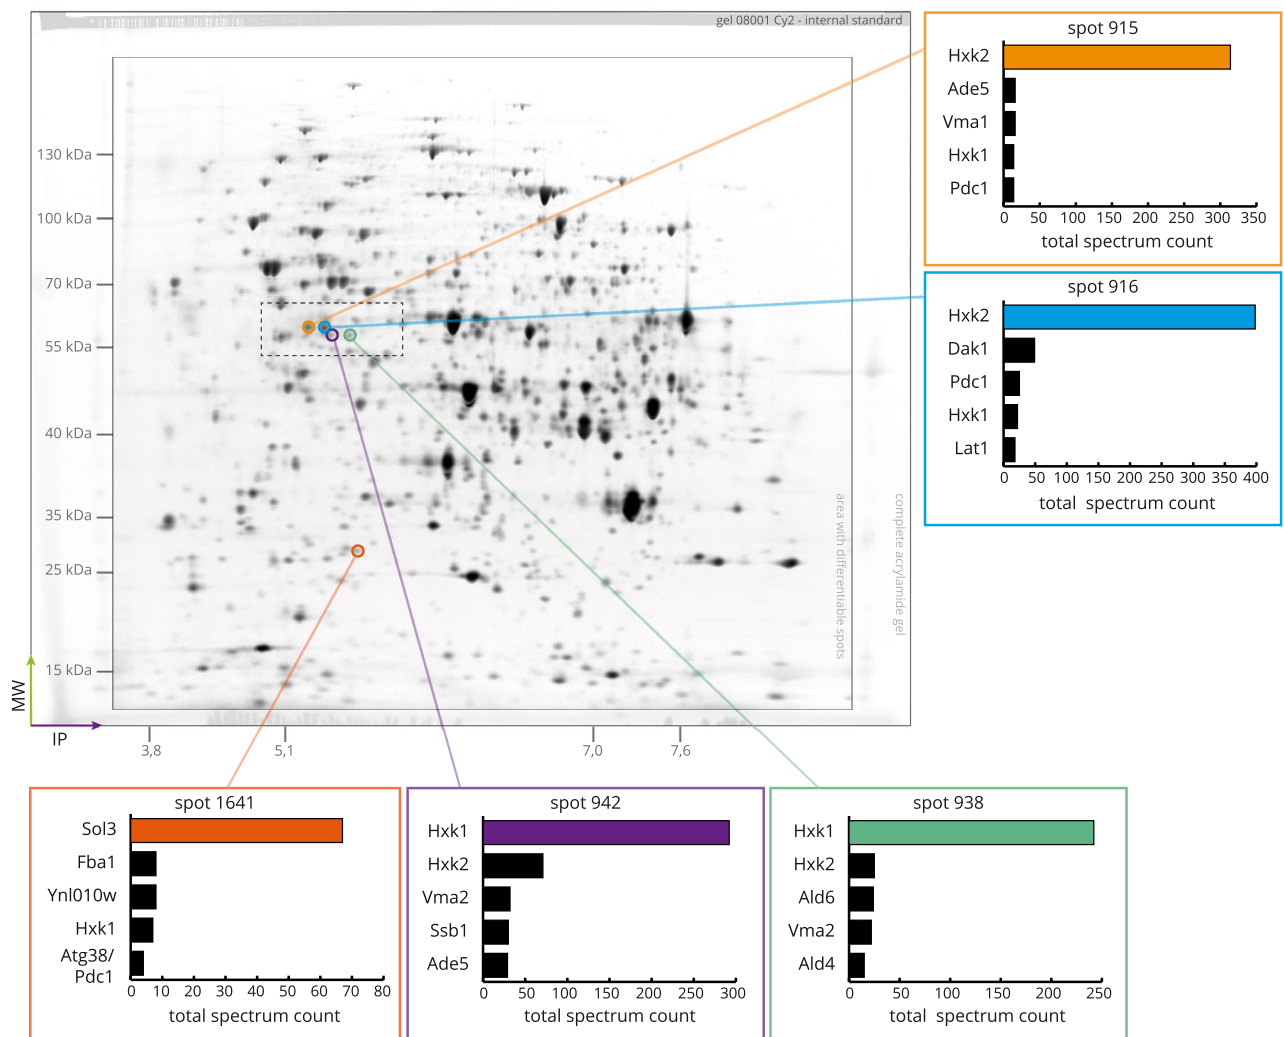 gel 08001 Cy2 - internal standard
130 kDa
100 kDa
70 kDa
55 kDa
40 kDa
35 kDa
25 kDa
15 kDa
MW
IP
3,8
5,1
7,0
7,6
area with differentiable spots
complete acrylamide gel
spot 915
Hxk2
Ade5
Vma1
Hxk1
Pdc1
0 50 100 150 200 250 300 350
total spectrum count
spot 916
Hxk2
Dak1
Pdc1
Hxk1
Lat1
0 50 100 150 200 250 300 350 400
total spectrum count
spot 1641
Sol3
Fba1
Ynl010w
Hxk1
Atg38/
Pdc1
0 10 20 30 40 50 60 70 80
total spectrum count
spot 942
Hxk1
Hxk2
Vma2
Ssb1
Ade5
0 50 100 150 200 250 300
total spectrum count
spot 938
Hxk1
Hxk2
Ald6
Vma2
Ald4
0 50 100 150 200 250
total spectrum count